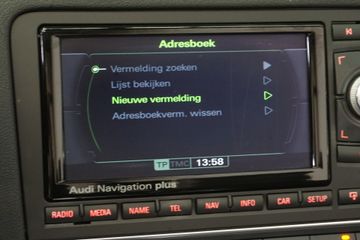 Adresboek
Vermelding zoeken
Lijst bekijken
Nieuwe vermelding
Adresboekverm. wissen
TP TMC 13:58
Audi Navigation plus
RADIO MEDIA NAME TEL NAV INFO CAR SETUP